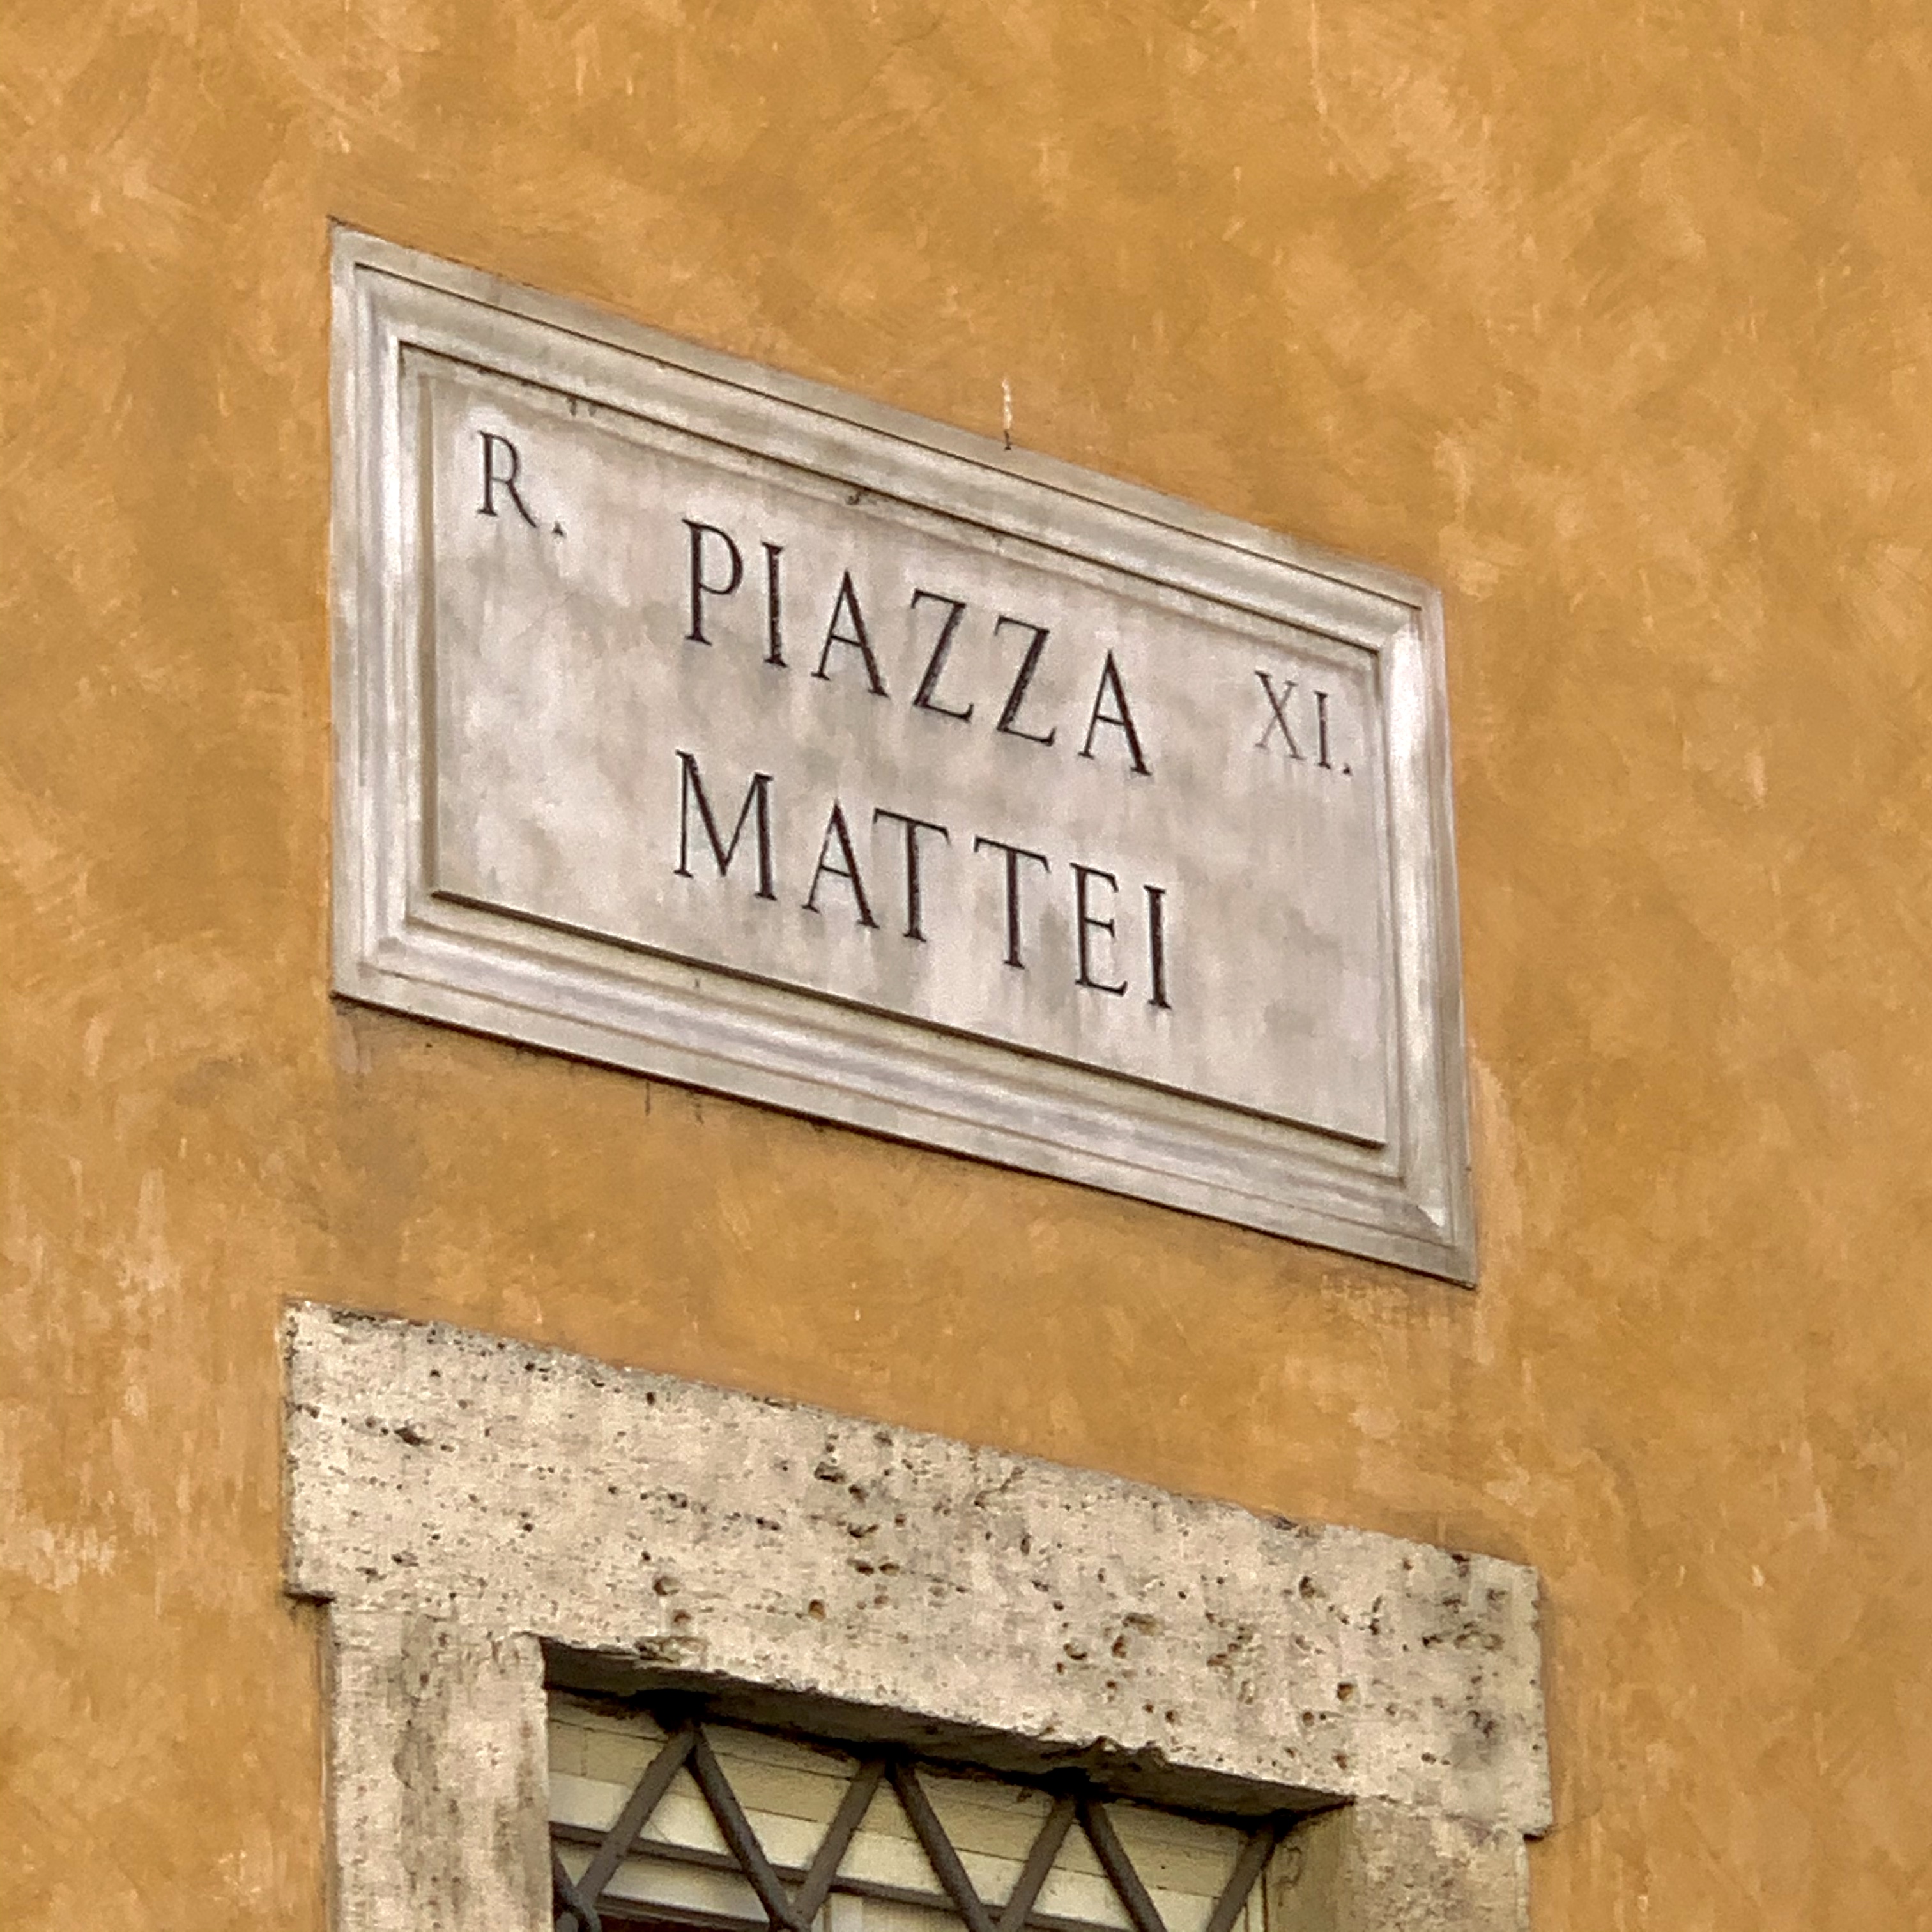 R. PIAZZA XI.
MATTEI